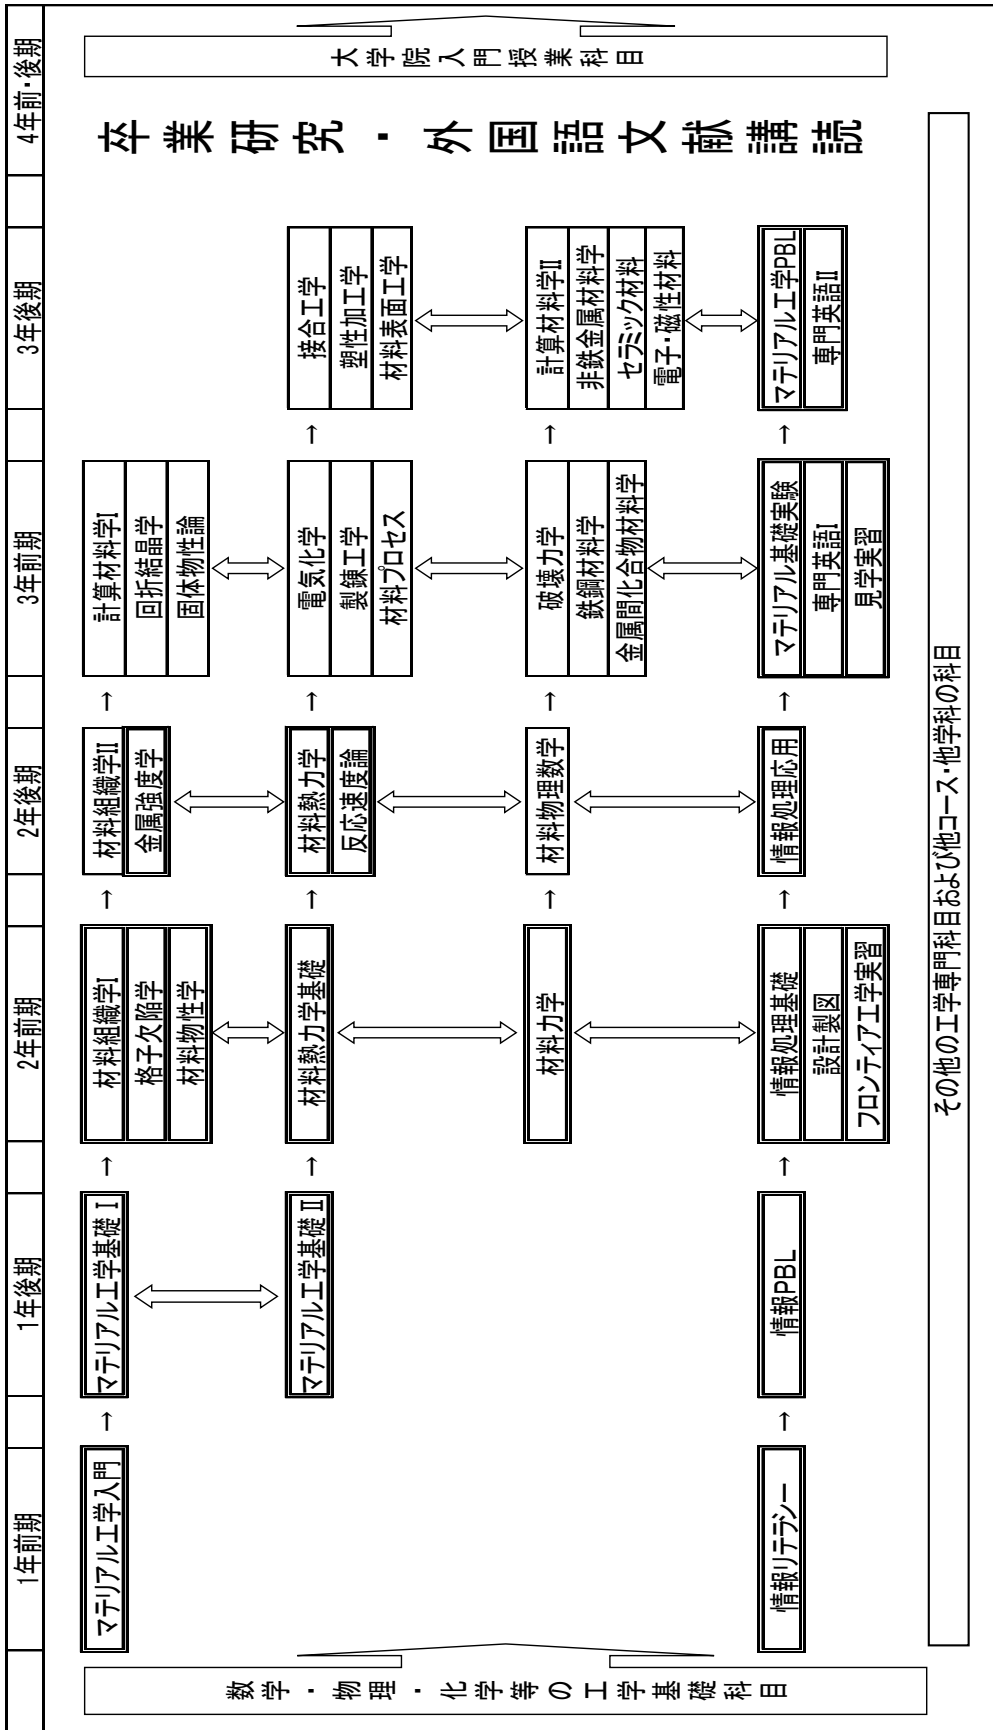 1年前期
1年後期
2年前期
2年後期
3年前期
3年後期
4年前・後期
数学・物理・化学等の工学基礎科目
マテリアル工学入門
→
マテリアル工学基礎Ⅰ
→
材料組織学I
格子欠陥学
材料物性学
→
材料組織学II
金属強度学
→
計算材料学I
回折結晶学
固体物性論
マテリアル工学基礎Ⅱ
→
材料熱力学基礎
→
材料熱力学
反応速度論
→
電気化学
製錬工学
材料プロセス
→
接合工学
塑性加工学
材料表面工学
材料力学
→
材料物理数学
→
破壊力学
鉄鋼材料学
金属間化合物材料学
→
計算材料学II
非鉄金属材料学
セラミック材料
電子・磁性材料
情報リテラシー
→
情報PBL
→
情報処理基礎
設計製図
フロンティア工学実習
→
情報処理応用
→
マテリアル基礎実験
専門英語I
見学実習
→
マテリアル工学PBL
専門英語II
卒業研究・外国語文献講読
大学院入門授業科目
その他の工学専門科目および他コース・他学科の科目